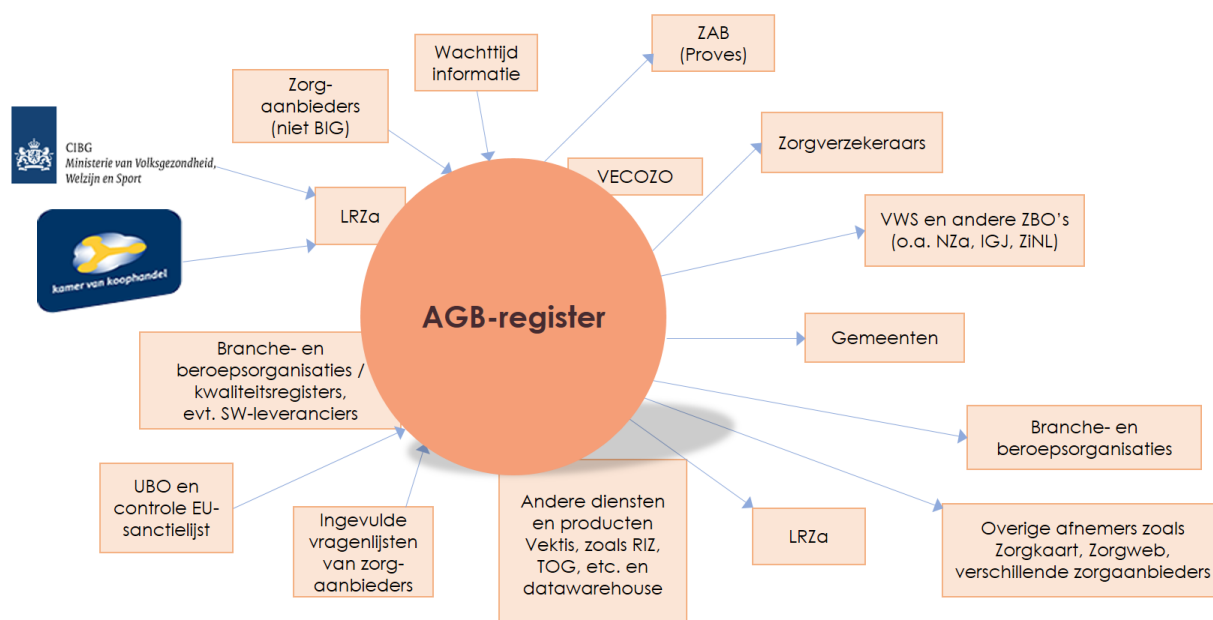 ZAB
(Proves)
Wachttijd
informatie
Zorg-
aanbieders
(niet BIG)
CIBG
Ministerie van Volksgezondheid,
Welzijn en Sport
Zorgverzekeraars
VECOZO
LRZa
VWS en andere ZBO’s
(o.a. NZa, IGJ, ZiNL)
kamer van koophandel
AGB-register
Gemeenten
Branche- en
beroepsorganisaties /
kwaliteitsregisters,
evt. SW-leveranciers
Branche- en
beroepsorganisaties
UBO en
controle EU-
sanctielijst
Ingevulde
vragenlijsten
van zorg-
aanbieders
Andere diensten
en producten
Vektis, zoals RIZ,
TOG, etc. en
datawarehouse
LRZa
Overige afnemers zoals
Zorgkaart, Zorgweb,
verschillende zorgaanbieders